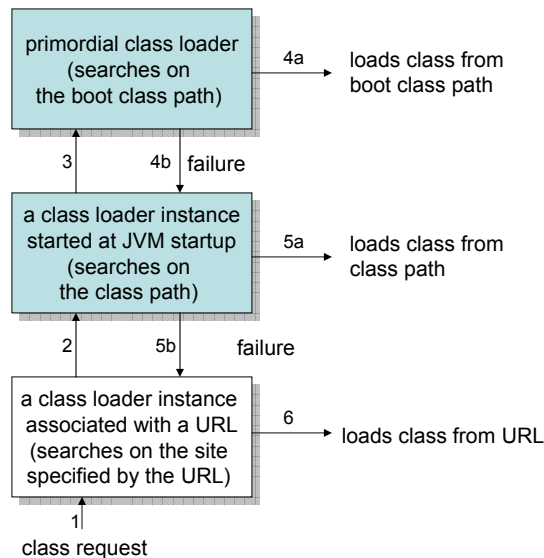 primordial class loader
(searches on
the boot class path)
4a
loads class from
boot class path
3
4b
failure
a class loader instance
started at JVM startup
(searches on
the class path)
5a
loads class from
class path
2
5b
failure
a class loader instance
associated with a URL
(searches on the site
specified by the URL)
6
loads class from URL
1
class request